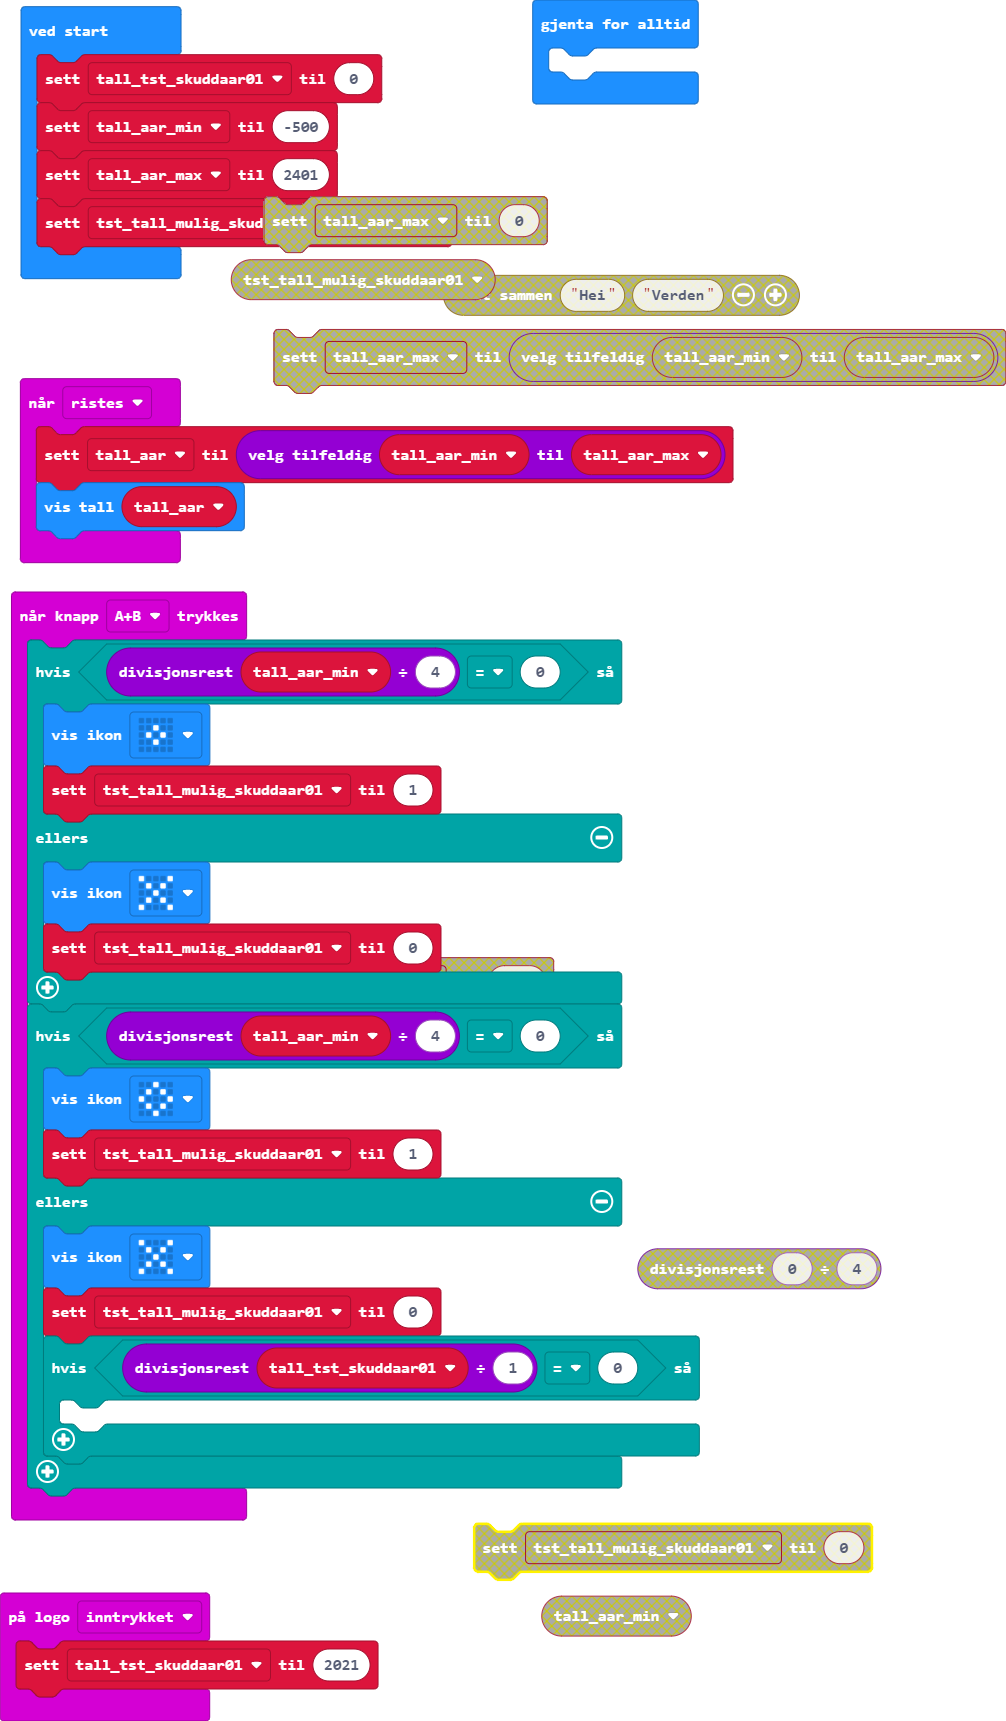 ved start
gjenta for alltid
sett tall_tst_skuddaar01 til 0
sett tall_aar_min til -500
sett tall_aar_max til 2401
sett tst_tall_mulig_skud
sett tall_aar_max til 0
tst_tall_mulig_skuddaar01
sammen "Hei" "Verden"
sett tall_aar_max til velg tilfeldig tall_aar_min til tall_aar_max
når ristes
sett tall_aar til velg tilfeldig tall_aar_min til tall_aar_max
vis tall tall_aar
når knapp A+B trykkes
hvis divisjonsrest tall_aar_min ÷ 4 = 0 så
vis ikon
sett tst_tall_mulig_skuddaar01 til 1
ellers
vis ikon
sett tst_tall_mulig_skuddaar01 til 0
hvis divisjonsrest tall_aar_min ÷ 4 = 0 så
vis ikon
sett tst_tall_mulig_skuddaar01 til 1
ellers
vis ikon
divisjonsrest 0 ÷ 4
sett tst_tall_mulig_skuddaar01 til 0
hvis divisjonsrest tall_tst_skuddaar01 ÷ 1 = 0 så
sett tst_tall_mulig_skuddaar01 til 0
på logo inntrykket
tall_aar_min
sett tall_tst_skuddaar01 til 2021